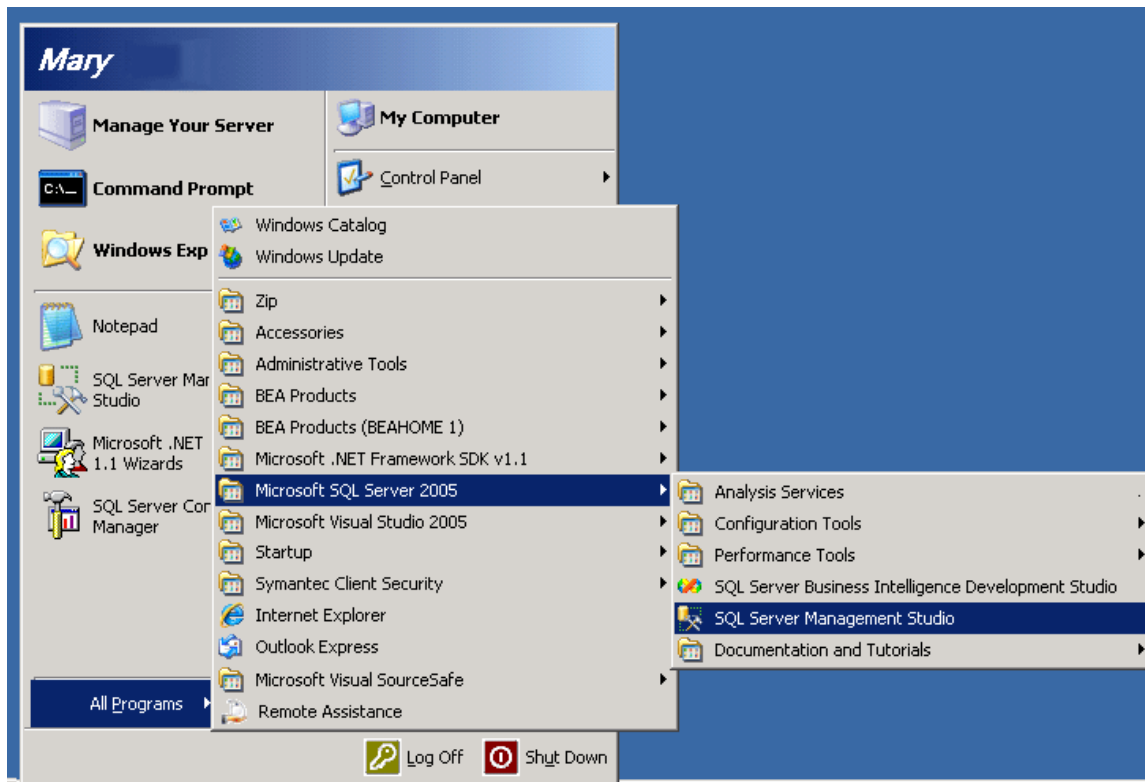 Mary
Manage Your Server
My Computer
C:\_
Command Prompt
Control Panel
Windows Exp
Windows Catalog
Windows Update
Notepad
Zip
Accessories
SQL Server Mar
Studio
Administrative Tools
BEA Products
Microsoft .NET
1.1 Wizards
BEA Products (BEAHOME 1)
Microsoft .NET Framework SDK v1.1
SQL Server Cor
Manager
Microsoft SQL Server 2005
Microsoft Visual Studio 2005
Startup
Symantec Client Security
Internet Explorer
Outlook Express
Microsoft Visual SourceSafe
Remote Assistance
Analysis Services
Configuration Tools
Performance Tools
SQL Server Business Intelligence Development Studio
SQL Server Management Studio
Documentation and Tutorials
All Programs
Log Off
Shut Down